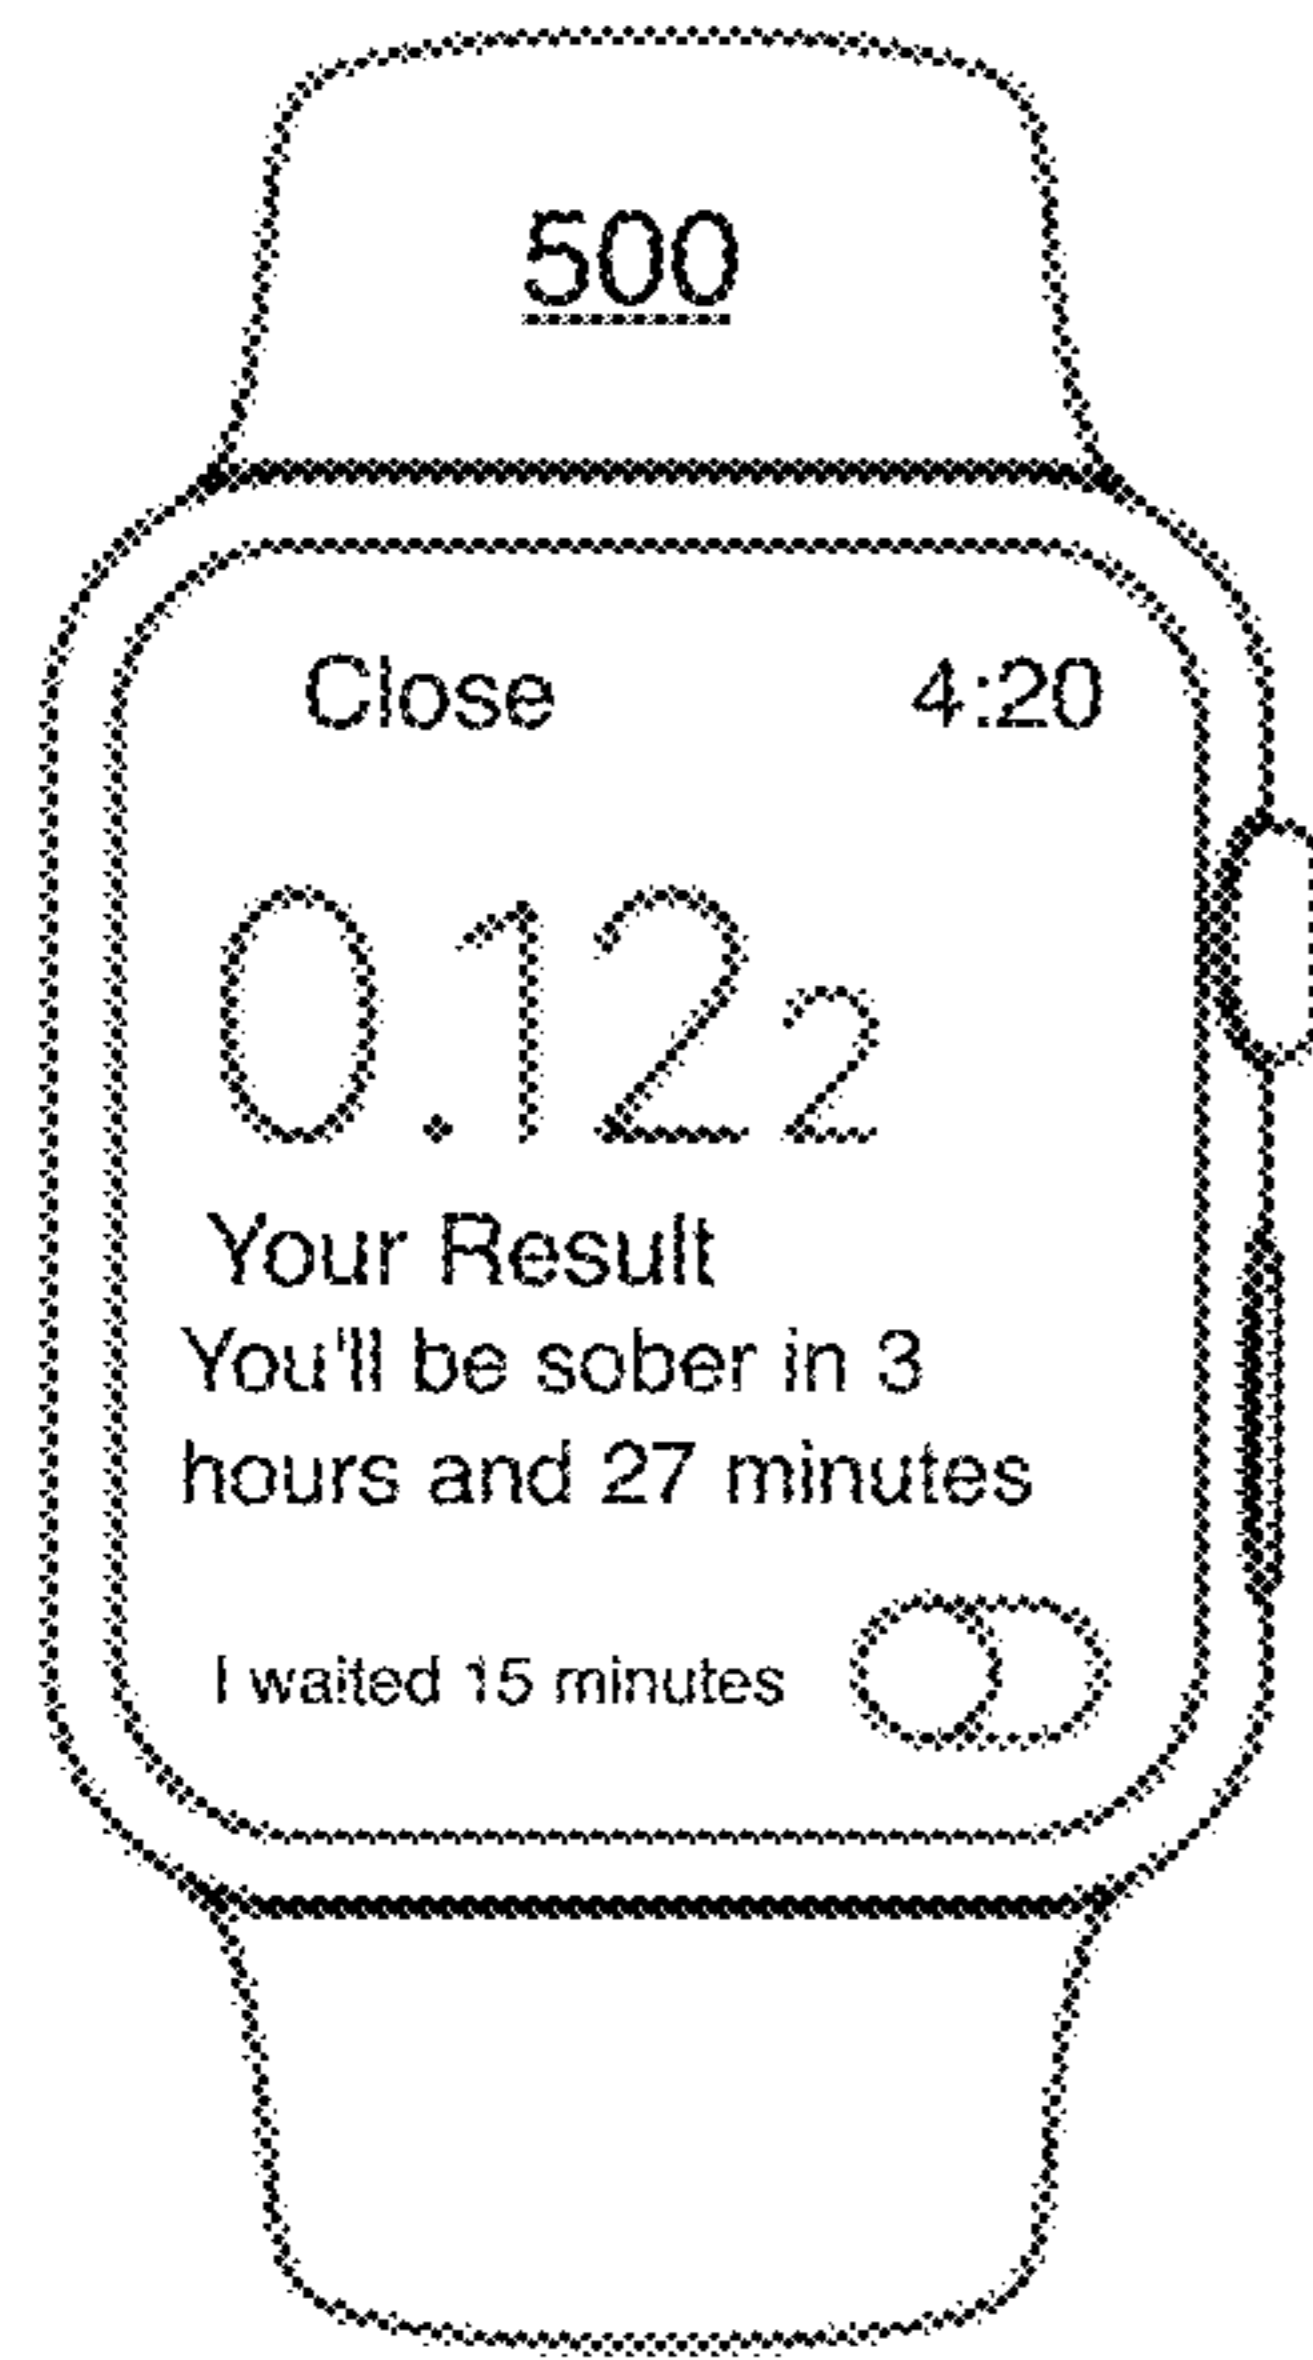 500
Close 4:20
0.122
Your Result
You'll be sober in 3
hours and 27 minutes
I waited 15 minutes